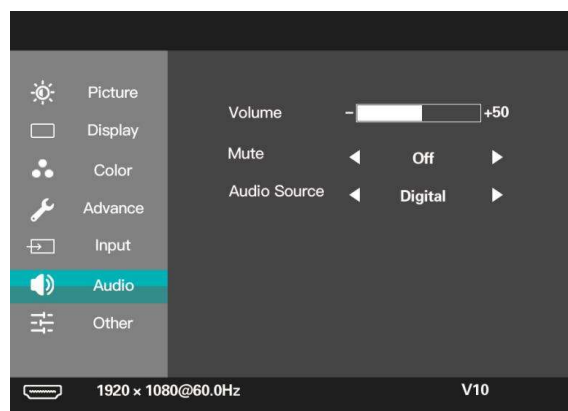 Picture
Volume - +50
Display
Mute Off
Color
Audio Source Digital
Advance
Input
Audio
Other
1920 × 1080@60.0Hz V10